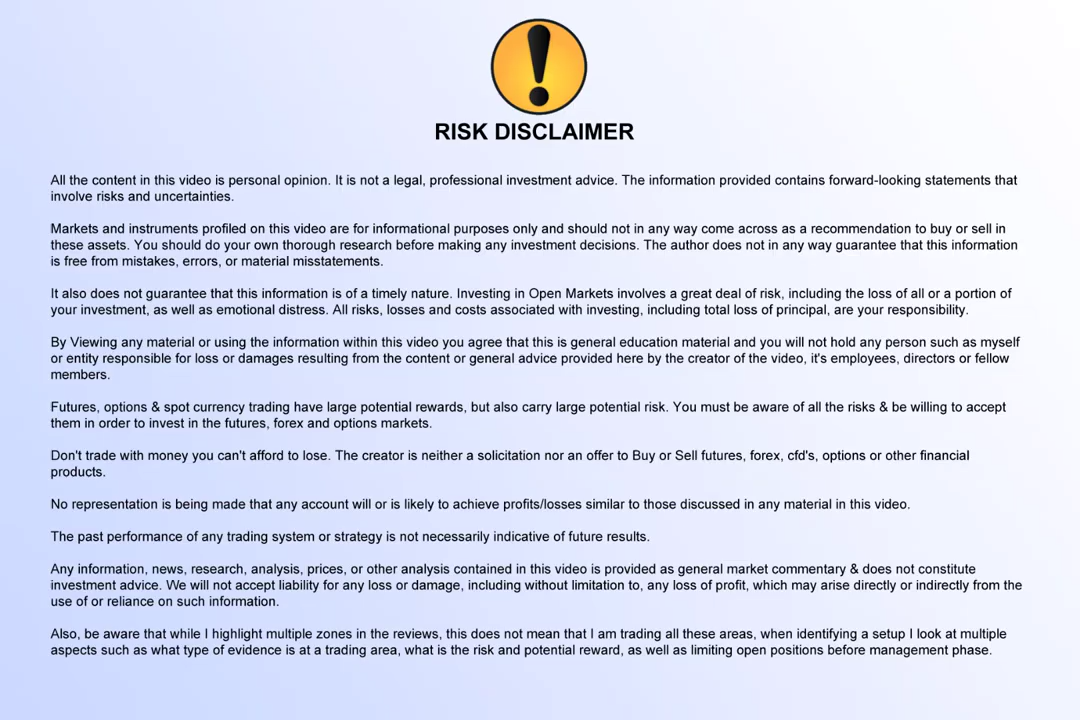 RISK DISCLAIMER
All the content in this video is personal opinion. It is not a legal, professional investment advice. The information provided contains forward-looking statements that
involve risks and uncertainties.
Markets and instruments profiled on this video are for informational purposes only and should not in any way come across as a recommendation to buy or sell in
these assets. You should do your own thorough research before making any investment decisions. The author does not in any way guarantee that this information
is free from mistakes, errors, or material misstatements.
It also does not guarantee that this information is of a timely nature. Investing in Open Markets involves a great deal of risk, including the loss of all or a portion of
your investment, as well as emotional distress. All risks, losses and costs associated with investing, including total loss of principal, are your responsibility.
By Viewing any material or using the information within this video you agree that this is general education material and you will not hold any person such as myself
or entity responsible for loss or damages resulting from the content or general advice provided here by the creator of the video, it's employees, directors or fellow
members.
Futures, options & spot currency trading have large potential rewards, but also carry large potential risk. You must be aware of all the risks & be willing to accept
them in order to invest in the futures, forex and options markets.
Don't trade with money you can't afford to lose. The creator is neither a solicitation nor an offer to Buy or Sell futures, forex, cfd's, options or other financial
products.
No representation is being made that any account will or is likely to achieve profits/losses similar to those discussed in any material in this video.
The past performance of any trading system or strategy is not necessarily indicative of future results.
Any information, news, research, analysis, prices, or other analysis contained in this video is provided as general market commentary & does not constitute
investment advice. We will not accept liability for any loss or damage, including without limitation to, any loss of profit, which may arise directly or indirectly from the
use of or reliance on such information.
Also, be aware that while I highlight multiple zones in the reviews, this does not mean that I am trading all these areas, when identifying a setup I look at multiple
aspects such as what type of evidence is at a trading area, what is the risk and potential reward, as well as limiting open positions before management phase.